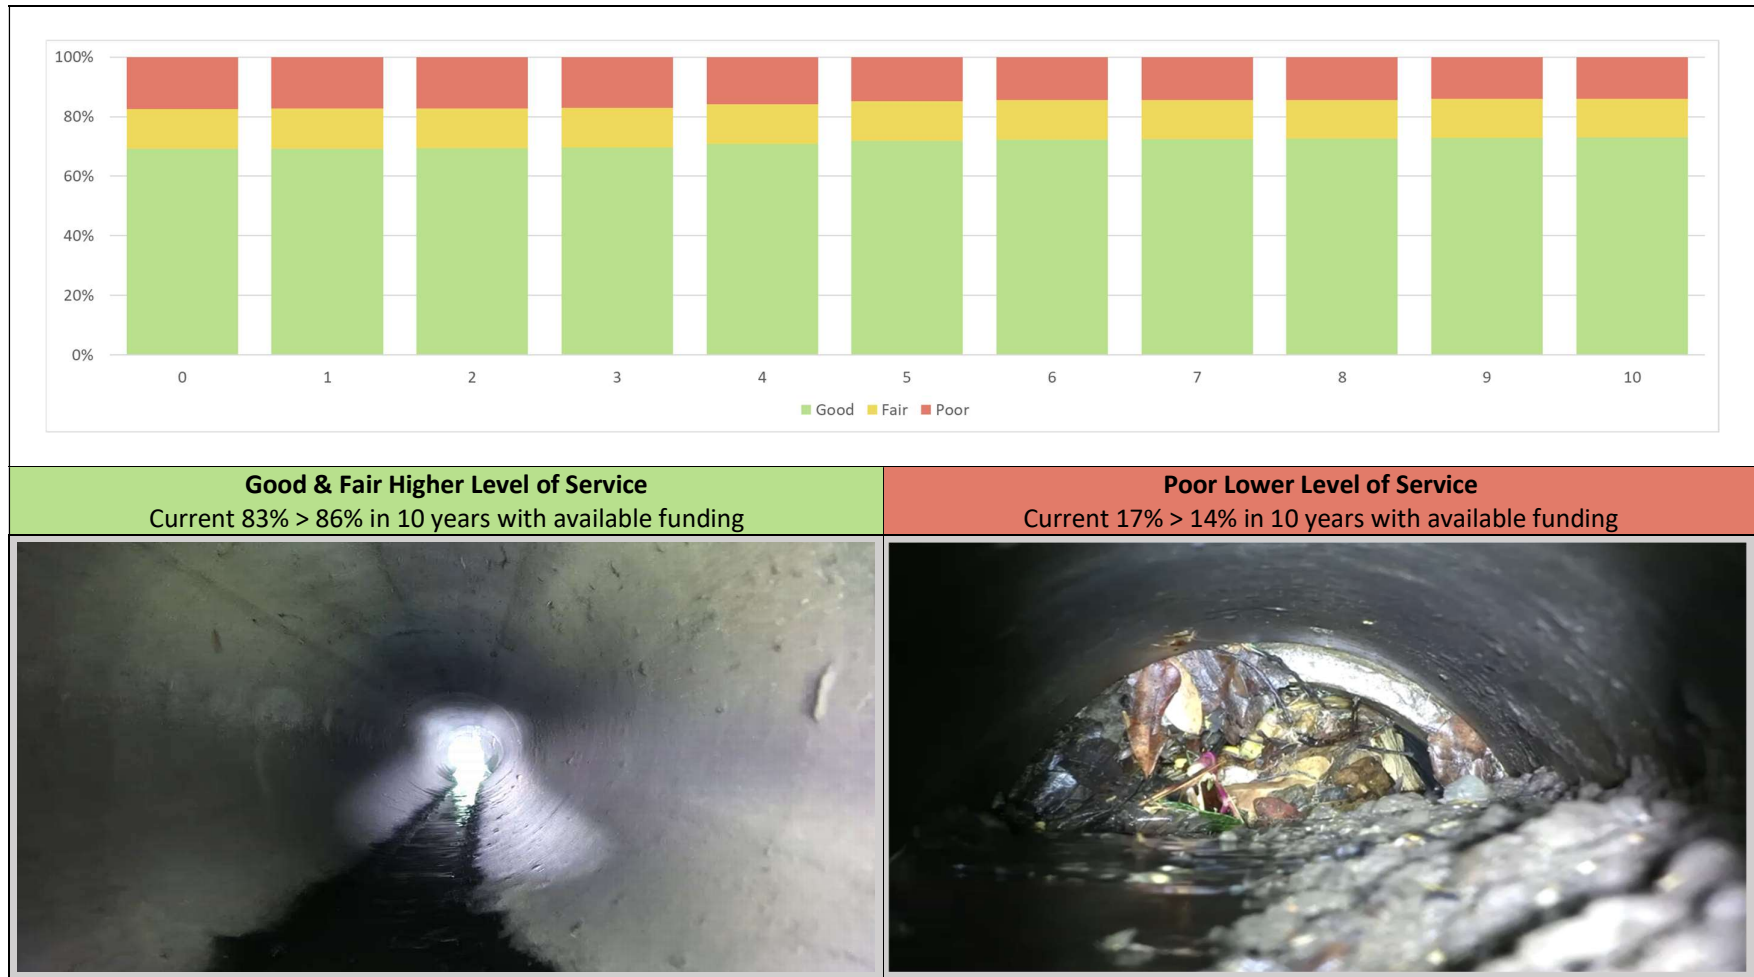 100%
80%
60%
40%
20%
0%
0 1 2 3 4 5 6 7 8 9 10
Good Fair Poor
Good & Fair Higher Level of Service
Current 83% > 86% in 10 years with available funding
Poor Lower Level of Service
Current 17% > 14% in 10 years with available funding